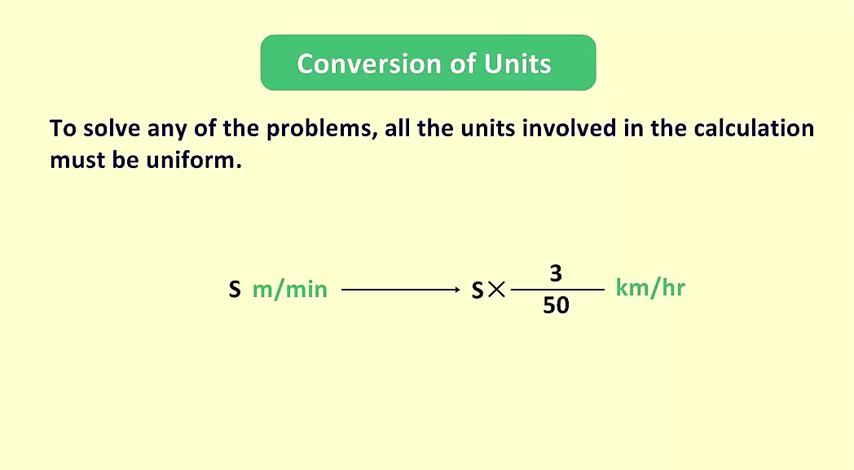 Conversion of Units
To solve any of the problems, all the units involved in the calculation
must be uniform.
S m/min → S × 3/50 km/hr